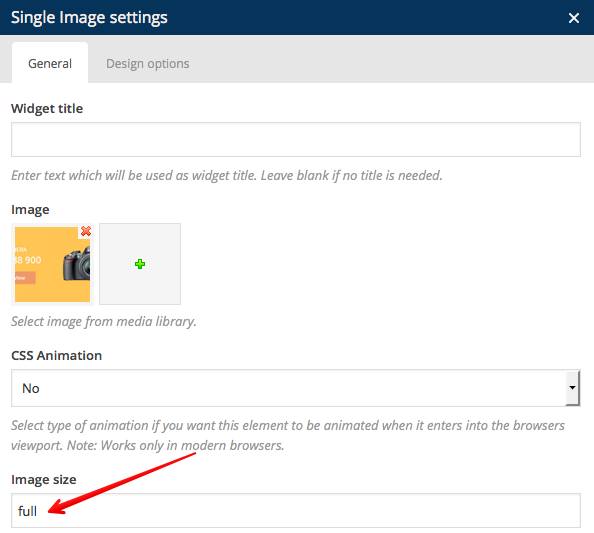 Single Image settings
General
Design options
Widget title
Enter text which will be used as widget title. Leave blank if no title is needed.
Image
88 900
Select image from media library.
CSS Animation
No
Select type of animation if you want this element to be animated when it enters into the browsers
viewport. Note: Works only in modern browsers.
Image size
full